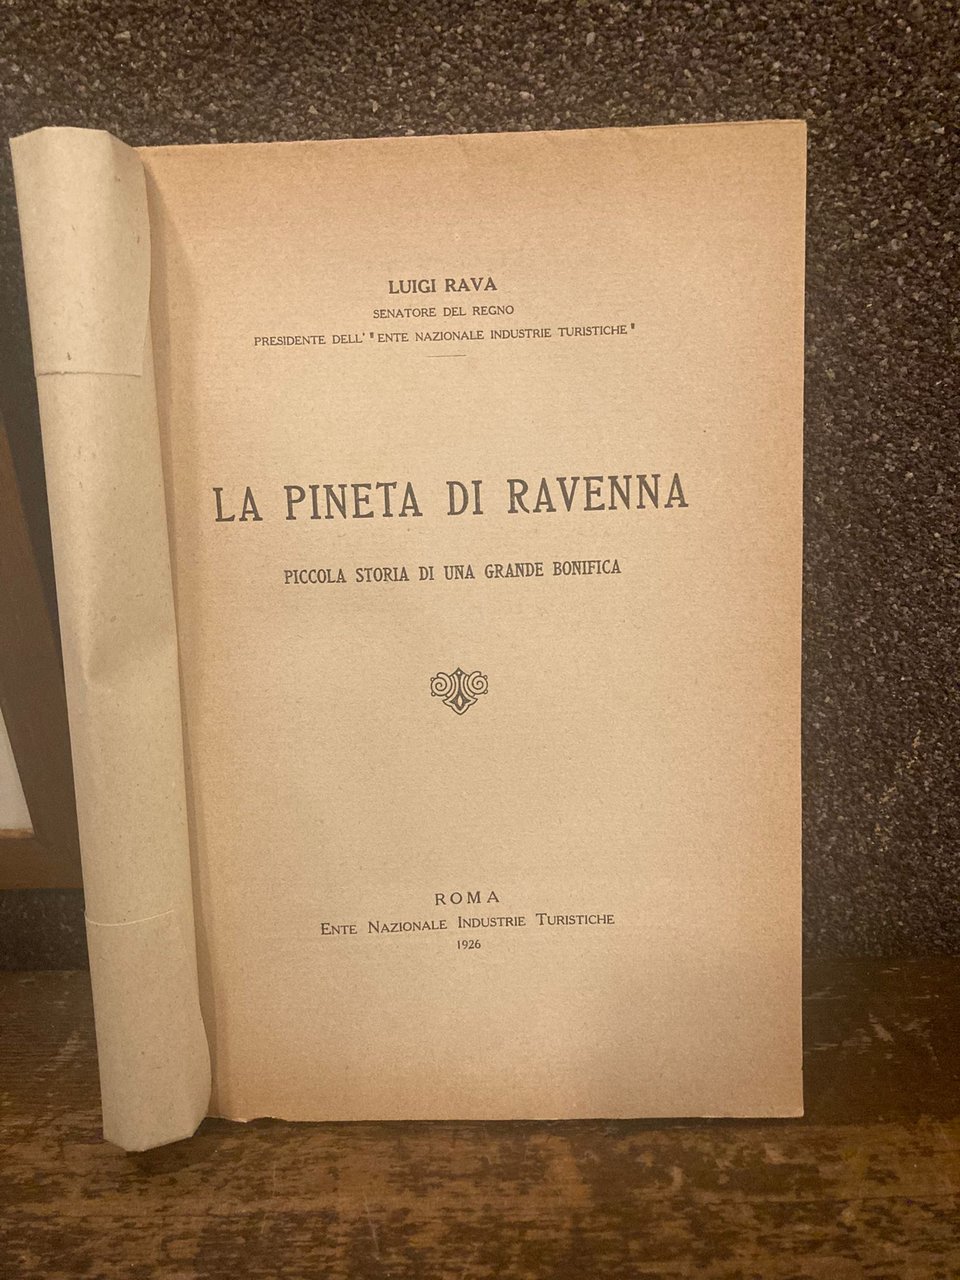 LUIGI RAVA
SENATORE DEL REGNO
PRESIDENTE DELL' "ENTE NAZIONALE INDUSTRIE TURISTICHE"
LA PINETA DI RAVENNA
PICCOLA STORIA DI UNA GRANDE BONIFICA
ROMA
ENTE NAZIONALE INDUSTRIE TURISTICHE
1926